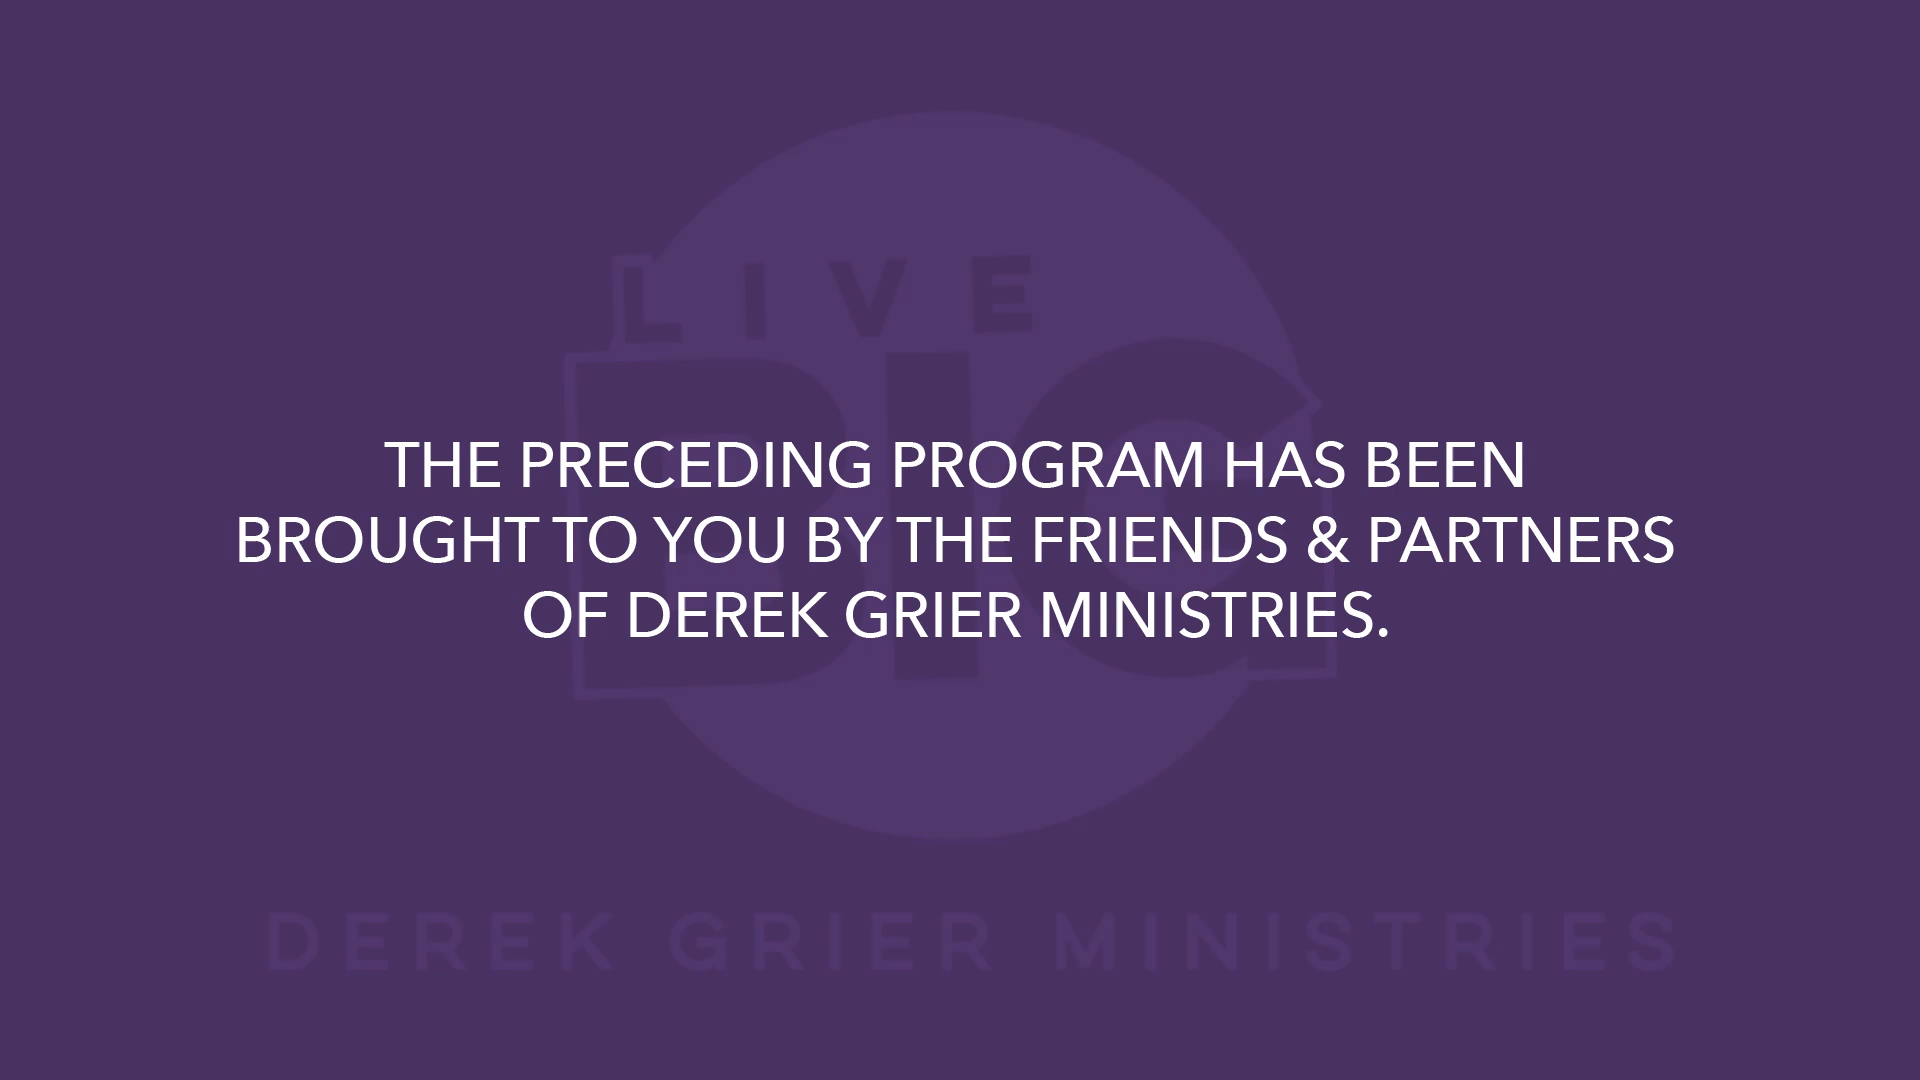 LIVE
BIG
THE PRECEDING PROGRAM HAS BEEN
BROUGHT TO YOU BY THE FRIENDS & PARTNERS
OF DEREK GRIER MINISTRIES.
DEREK GRIER MINISTRIES